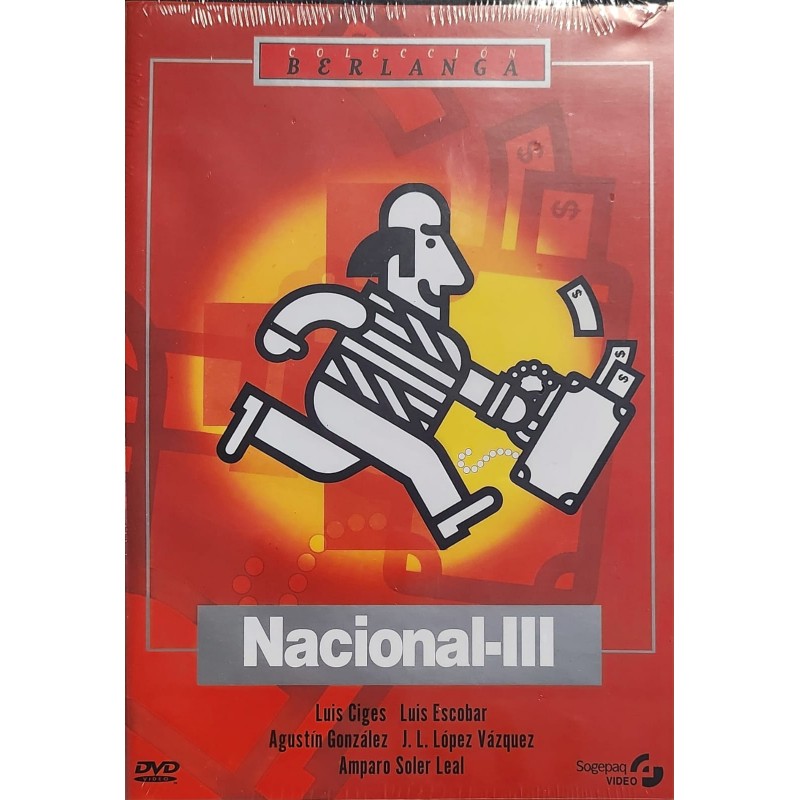 COLECCIÓN
BERLANGA
$
$
$
$
$
Nacional-III
Luis Ciges Luis Escobar
Agustín González J. L. López Vázquez
Amparo Soler Leal
DVD
VIDEO
Sogepaq
VIDEO